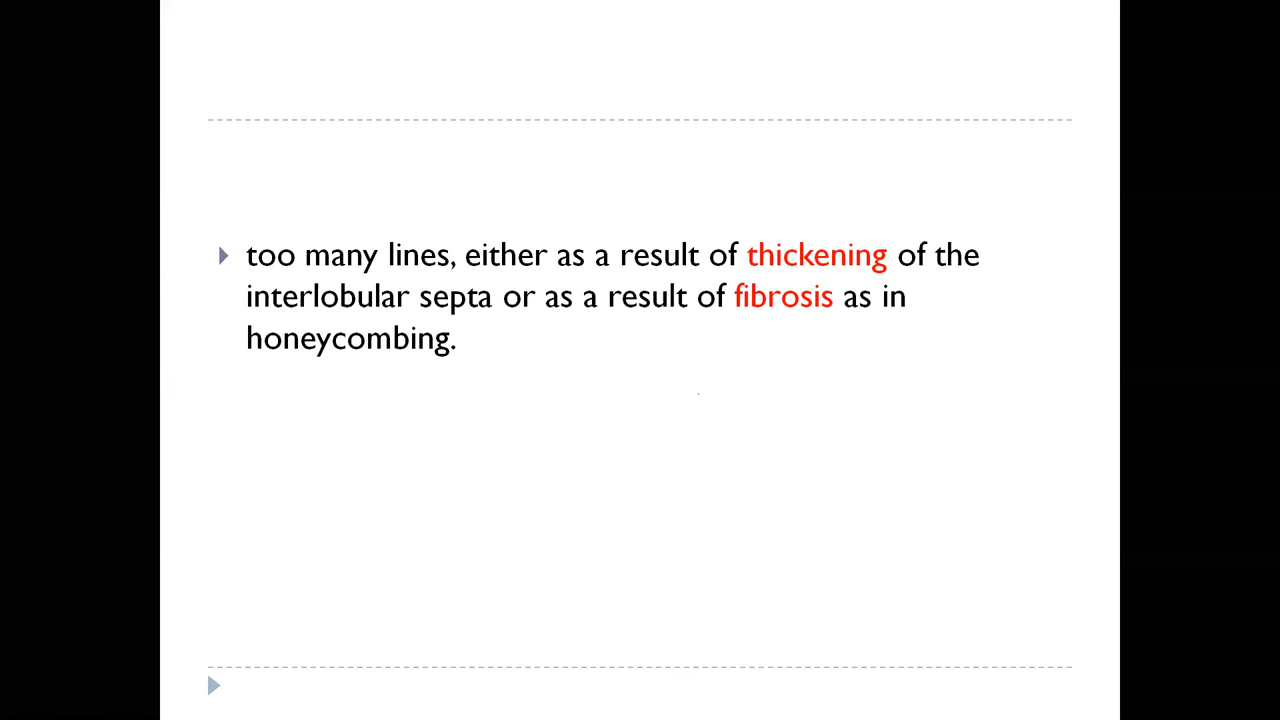 too many lines, either as a result of thickening of the
interlobular septa or as a result of fibrosis as in
honeycombing.